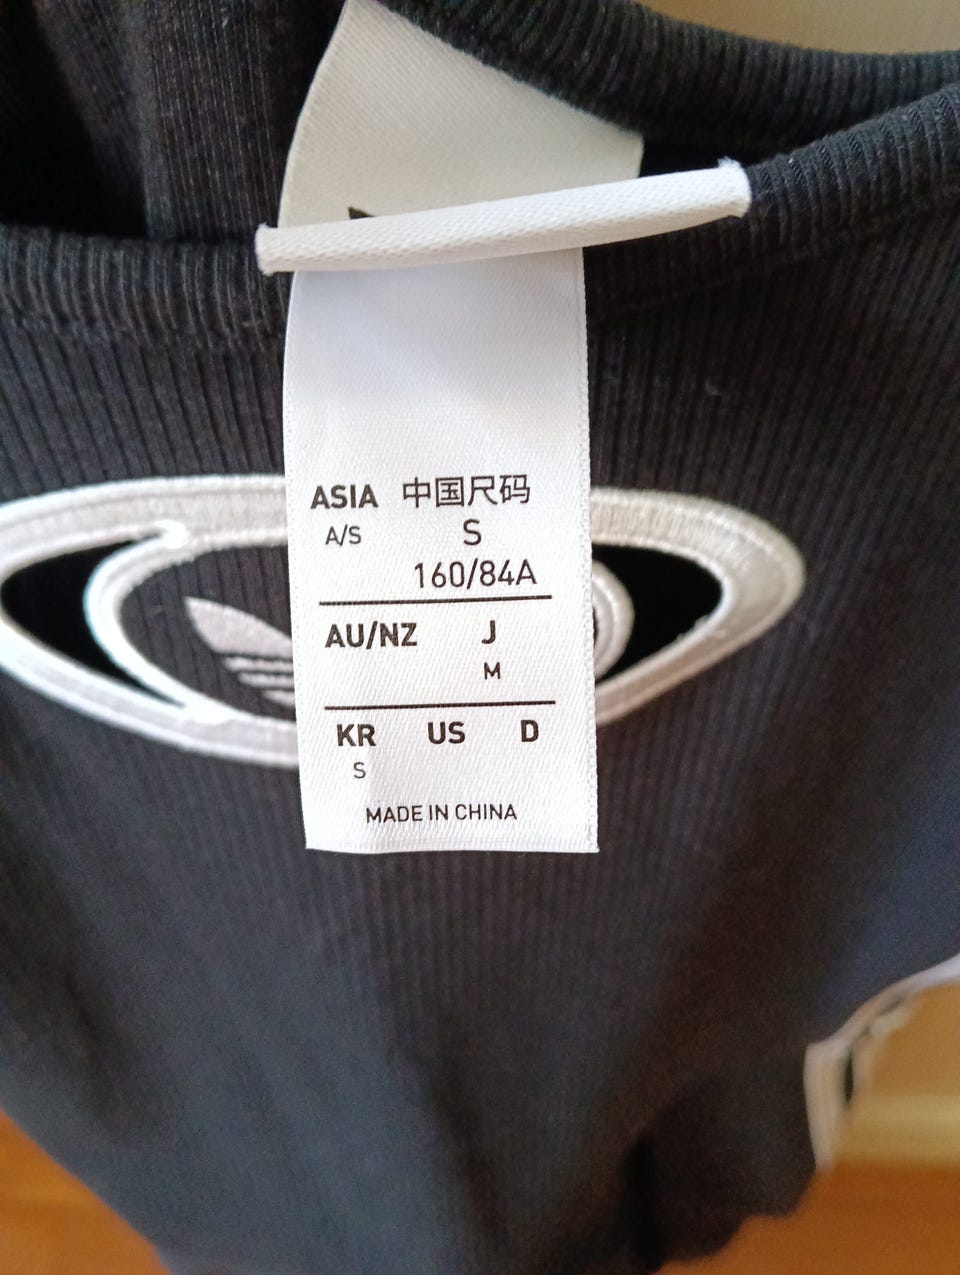 ASIA 中国尺码
A/S S
160/84A
AU/NZ J
M
KR US D
S
MADE IN CHINA